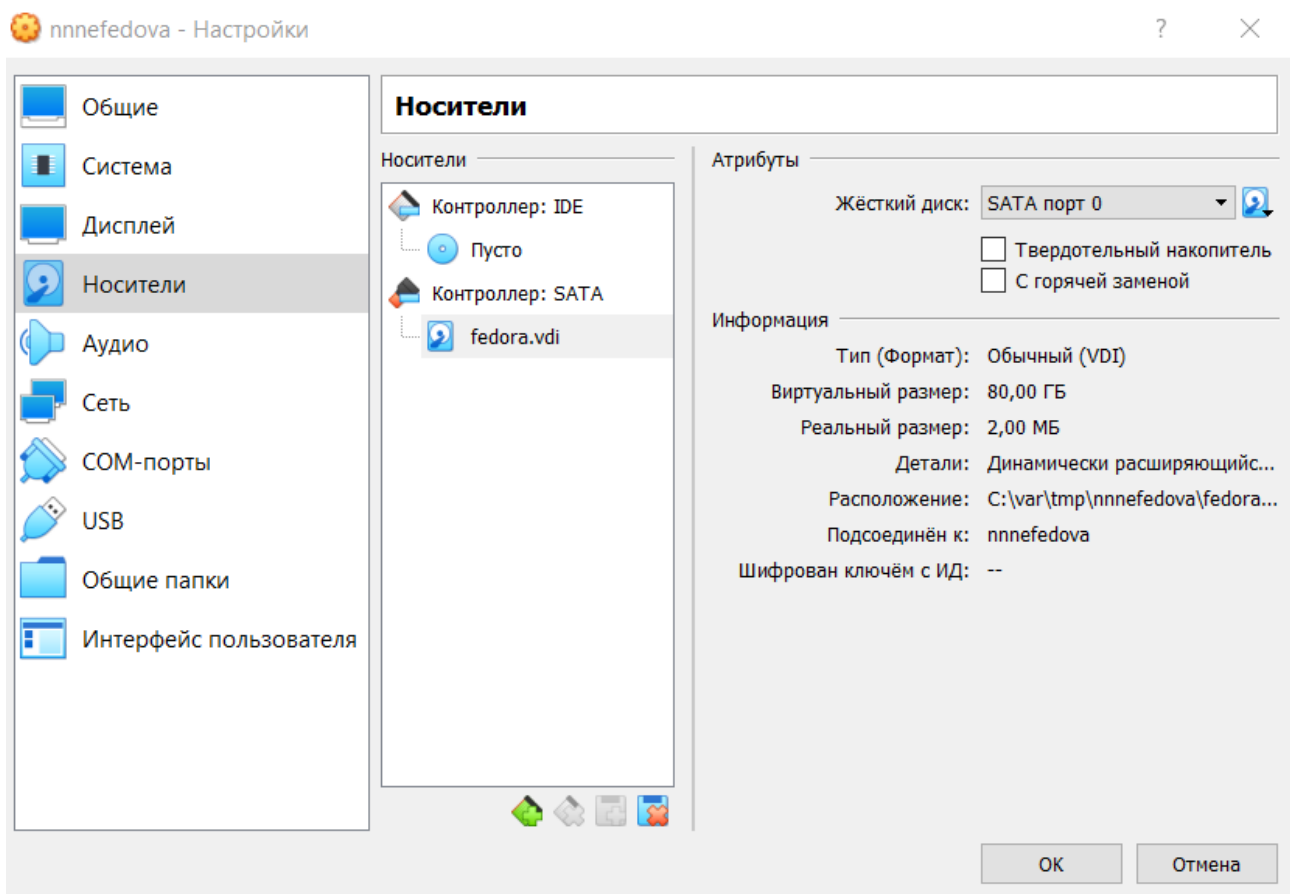 nnnefedova - Настройки
?
Общие
Система
Дисплей
Носители
Аудио
Сеть
COM-порты
USB
Общие папки
Интерфейс пользователя
Носители
Носители
Контроллер: IDE
Пусто
Контроллер: SATA
fedora.vdi
Атрибуты
Жёсткий диск: SATA порт 0
Твердотельный накопитель
С горячей заменой
Информация
Тип (Формат): Обычный (VDI)
Виртуальный размер: 80,00 ГБ
Реальный размер: 2,00 МБ
Детали: Динамически расширяющийс...
Расположение: C:\var\tmp\nnnefedova\fedora...
Подсоединён к: nnnefedova
Шифрован ключём с ИД: --
OK
Отмена